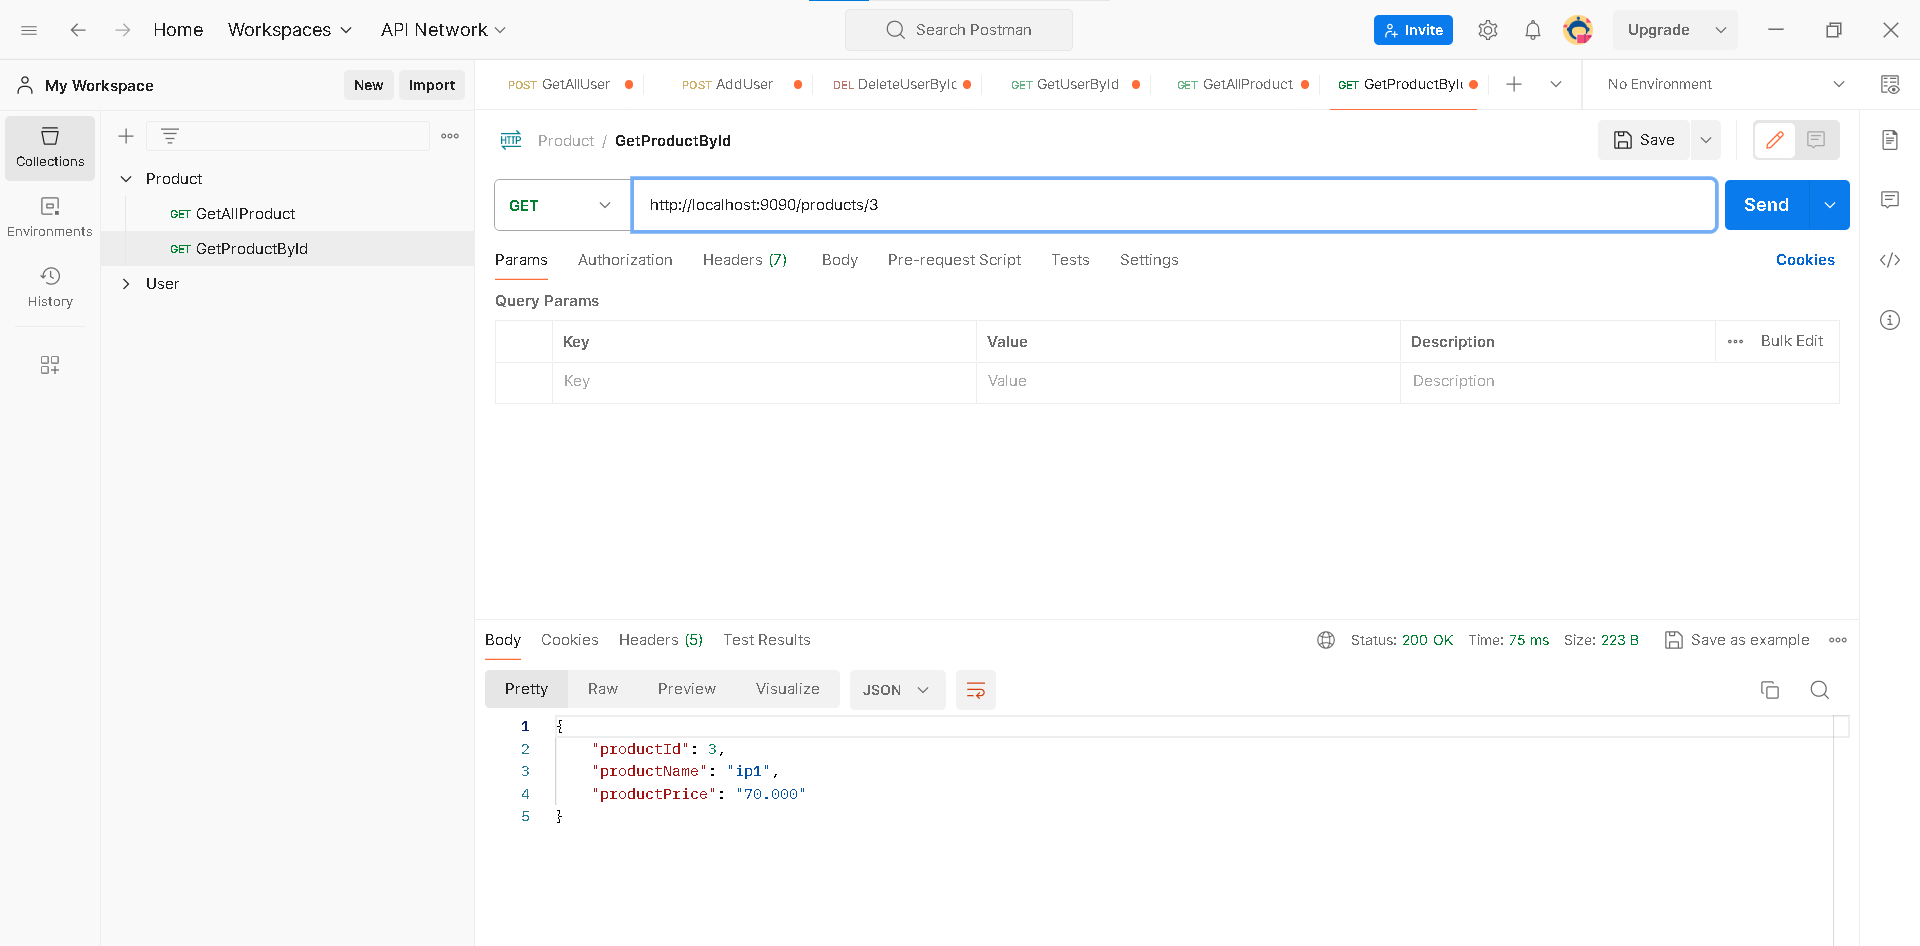 Home
Workspaces
API Network
Search Postman
Invite
Upgrade
My Workspace
New
Import
POST GetAllUser
POST AddUser
DEL DeleteUserById
GET GetUserById
GET GetAllProduct
GET GetProductById
No Environment
Collections
Environments
History
Product
GET GetAllProduct
GET GetProductById
User
HTTP Product / GetProductById
Save
GET
http://localhost:9090/products/3
Send
Params
Authorization
Headers (7)
Body
Pre-request Script
Tests
Settings
Cookies
Query Params
Key
Value
Description
Bulk Edit
Key
Value
Description
Body
Cookies
Headers (5)
Test Results
Status: 200 OK
Time: 75 ms
Size: 223 B
Save as example
Pretty
Raw
Preview
Visualize
JSON
1 {
2 "productId": 3,
3 "productName": "ip1",
4 "productPrice": "70.000"
5 }